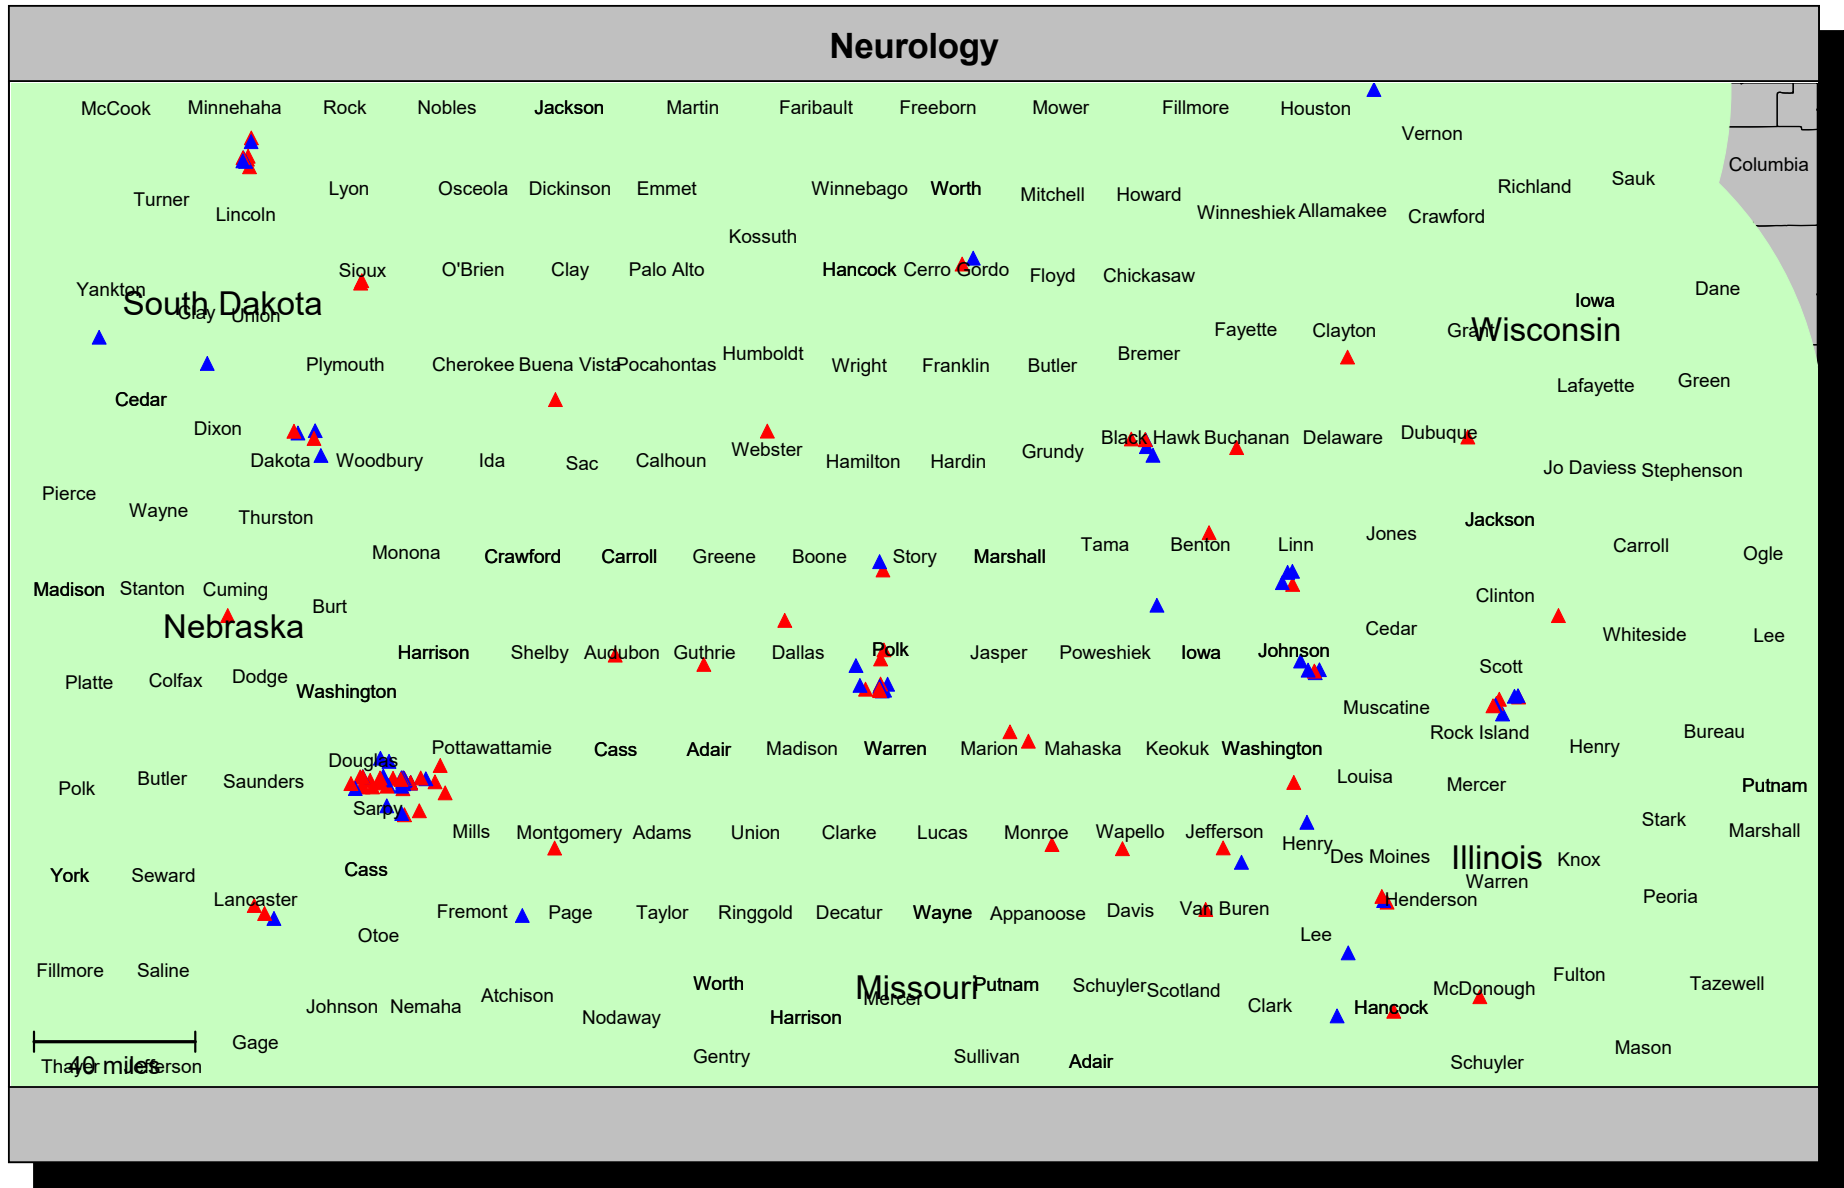 Neurology
McCook Minnehaha Rock Nobles Jackson Martin Faribault Freeborn Mower Fillmore Houston
Vernon
Columbia
Turner Lincoln Lyon Osceola Dickinson Emmet Winnebago Worth Mitchell Howard Winneshiek Allamakee Crawford Richland Sauk
Kossuth
Yankton Sioux O'Brien Clay Palo Alto Hancock Cerro Gordo Floyd Chickasaw Dane
South Dakota
Iowa
Clay Union
Fayette Clayton Grant Wisconsin
Plymouth Cherokee Buena Vista Pocahontas Humboldt Wright Franklin Butler Bremer
Lafayette Green
Cedar
Dixon Dakota Woodbury Ida Sac Calhoun Webster Hamilton Hardin Grundy Black Hawk Buchanan Delaware Dubuque
Jo Daviess Stephenson
Pierce Wayne Thurston
Jackson
Monona Crawford Carroll Greene Boone Story Marshall Tama Benton Linn Jones Carroll Ogle
Madison Stanton Cuming Burt
Clinton
Nebraska
Cedar Whiteside Lee
Harrison Shelby Audubon Guthrie Dallas Polk Jasper Poweshiek Iowa Johnson Scott
Platte Colfax Dodge Washington
Muscatine
Rock Island Henry Bureau
Douglas Pottawattamie Cass Adair Madison Warren Marion Mahaska Keokuk Washington
Polk Butler Saunders
Louisa Mercer Putnam
Sarpy Mills Montgomery Adams Union Clarke Lucas Monroe Wapello Jefferson Henry Stark Marshall
Des Moines Illinois Knox
York Seward Cass
Warren
Lancaster Fremont Page Taylor Ringgold Decatur Wayne Appanoose Davis Van Buren Henderson Peoria
Otoe Lee
Fillmore Saline Worth Missouri Putnam Schuyler Scotland McDonough Fulton Tazewell
Johnson Nemaha Atchison Mercer Clark Hancock
Nodaway Harrison
Gage Gentry Sullivan Adair Schuyler Mason
Thayer Jefferson
40 miles